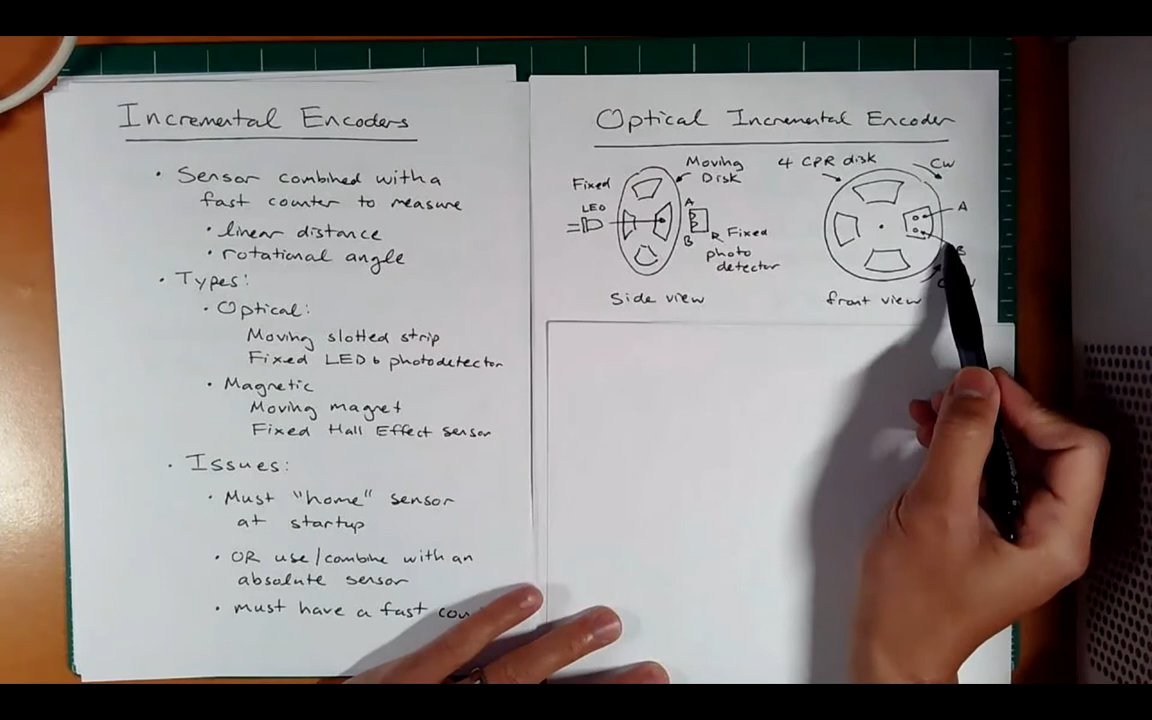 Incremental Encoders
• Sensor combined with a
fast counter to measure
• linear distance
• rotational angle
• Types:
• Optical:
Moving slotted strip
Fixed LED & photodetector
• Magnetic
Moving magnet
Fixed Hall Effect sensor
• Issues:
• Must "home" sensor
at startup
• OR use/combine with an
absolute sensor
• must have a fast
Optical Incremental Encoder
Moving
Disk
Fixed
LED
A
B
Fixed
photo
detector
Side view
4 CPR disk
CW
A
B
front view